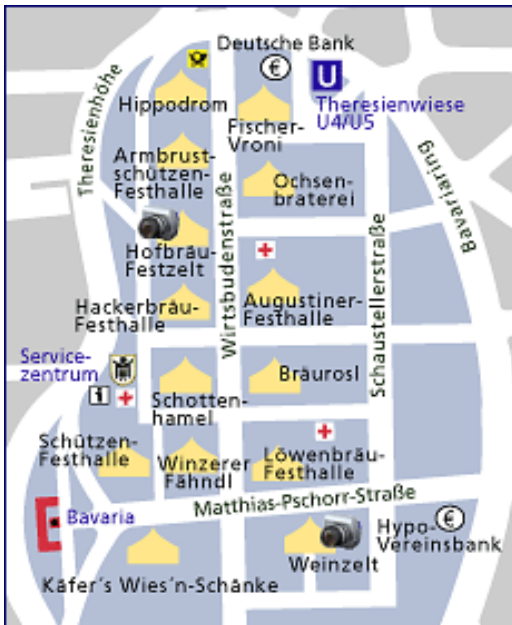 Deutsche Bank
€
U
Hippodrom
Theresienwiese
U4/U5
Fischer-
Vroni
Theresienhöhe
Armbrust-
schützen-
Festhalle
Ochsen-
braterei
Bavariaring
Wirtsbudenstraße
Schaustellerstraße
Hofbräu-
Festzelt
Hackerbräu-
Festhalle
Augustiner-
Festhalle
Service-
zentrum
i
Schotten-
hamel
Bräurosl
Schützen-
Festhalle
Winzerer
Fähndl
Löwenbräu-
Festhalle
Matthias-Pschorr-Straße
Bavaria
Hypo-
Vereinsbank
€
Weinzelt
Käfer's Wies'n-Schänke